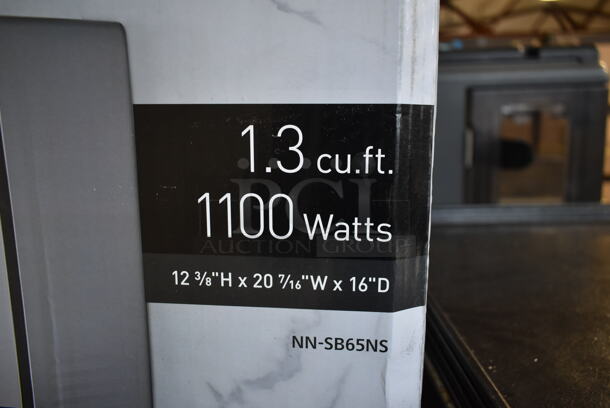 1.3 cu.ft.
1100 Watts
12 3/8"H x 20 7/16"W x 16"D
NN-SB65NS
PCI
AUCTION GROUP